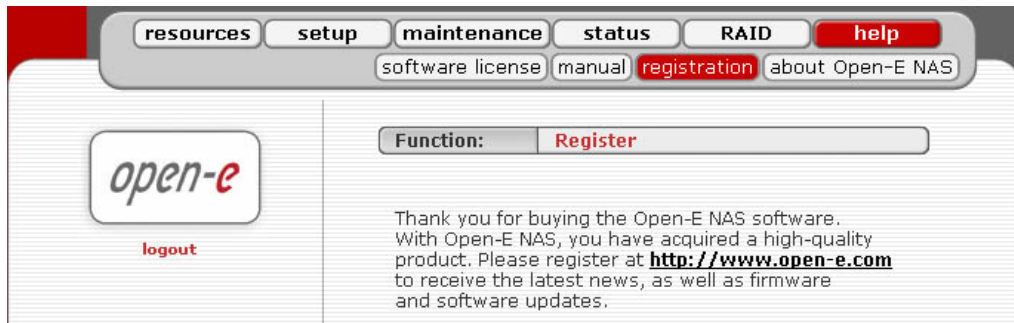 resources setup maintenance status RAID help
software license manual registration about Open-E NAS
Function: Register
open-e
logout
Thank you for buying the Open-E NAS software.
With Open-E NAS, you have acquired a high-quality
product. Please register at http://www.open-e.com
to receive the latest news, as well as firmware
and software updates.